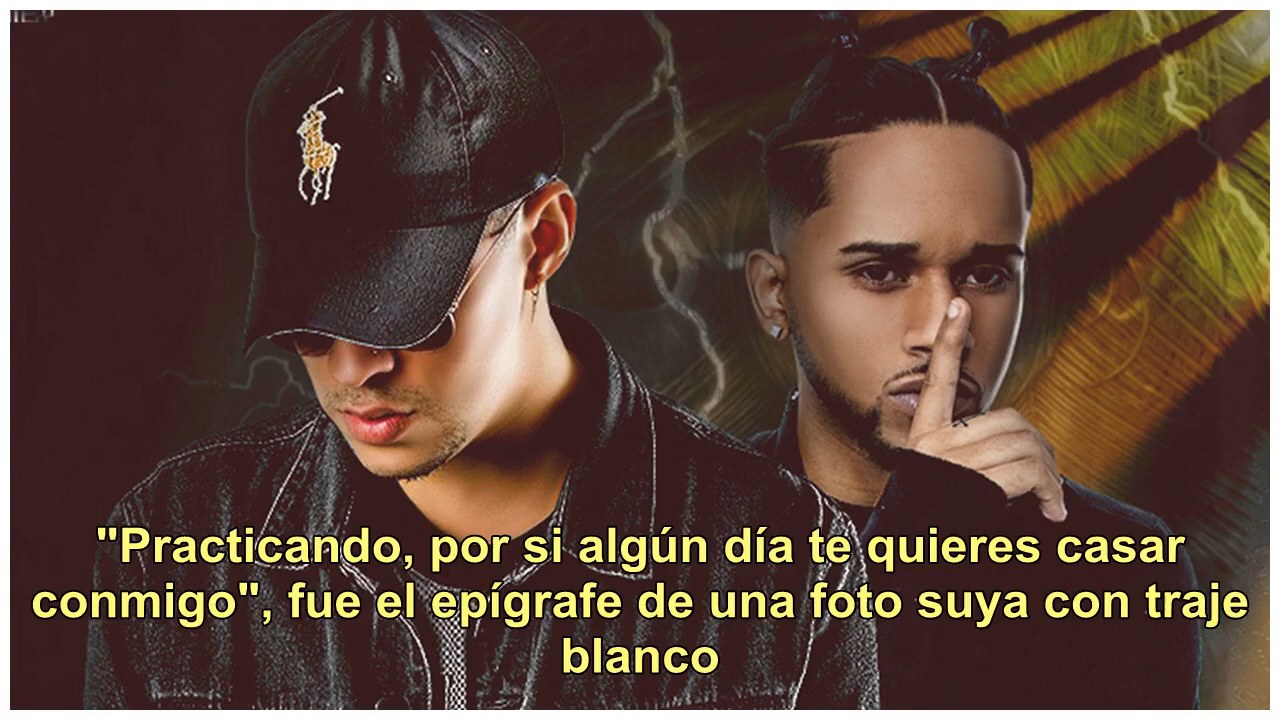 "Practicando, por si algún día te quieres casar
conmigo", fue el epígrafe de una foto suya con traje
blanco